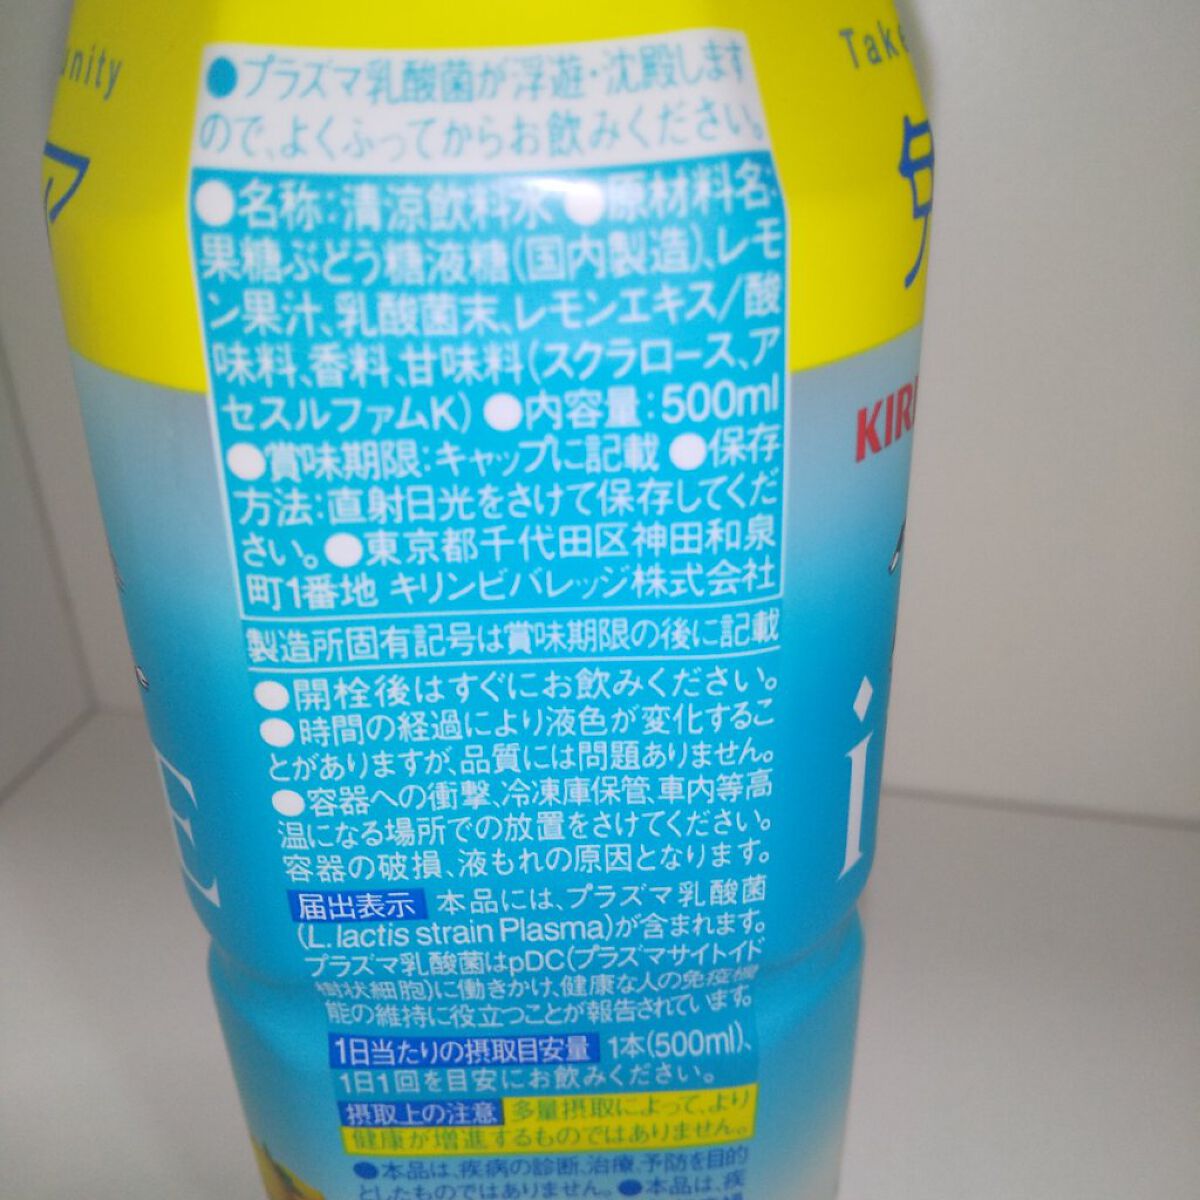 unity
Take
ア
免
●プラズマ乳酸菌が浮遊・沈殿します
ので、よくふってからお飲みください。
●名称:清涼飲料水 ●原材料名:
果糖ぶどう糖液糖(国内製造)、レモ
ン果汁、乳酸菌末、レモンエキス/酸
味料、香料、甘味料(スクラロース、ア
セスルファムK) ●内容量:500ml
●賞味期限:キャップに記載 ●保存
方法:直射日光をさけて保存してくだ
さい。●東京都千代田区神田和泉
町1番地 キリンビバレッジ株式会社
製造所固有記号は賞味期限の後に記載
KIR
●開栓後はすぐにお飲みください。
●時間の経過により液色が変化するこ
とがありますが、品質には問題ありません。
●容器への衝撃、冷凍庫保管、車内等高
温になる場所での放置をさけてください。
容器の破損、液もれの原因となります。
E
i
届出表示 本品には、プラズマ乳酸菌
(L. lactis strain Plasma)が含まれます。
プラズマ乳酸菌はpDC(プラズマサイトイド
樹状細胞)に働きかけ、健康な人の免疫機
能の維持に役立つことが報告されています。
1日当たりの摂取目安量 1本(500ml)、
1日1回を目安にお飲みください。
摂取上の注意 多量摂取によって、より
健康が増進するものではありません。
●本品は、疾病の診断、治療、予防を目的
としたものではありません。●本品は、疾